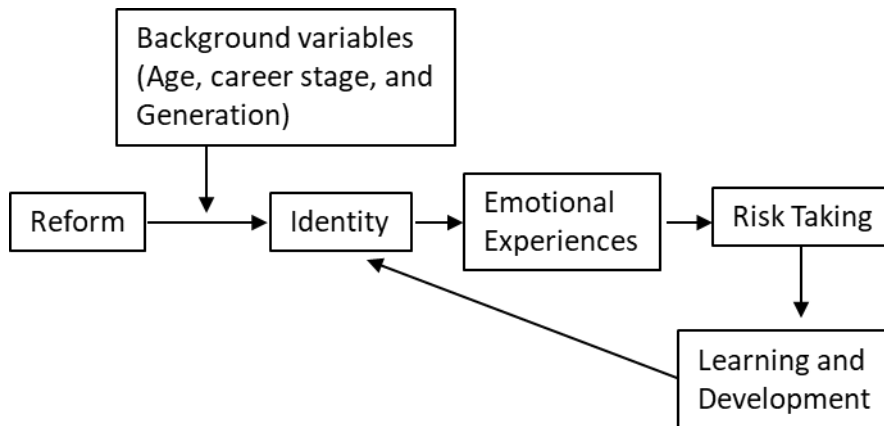 Background variables
(Age, career stage, and
Generation)
Reform
Identity
Emotional
Experiences
Risk Taking
Learning and
Development